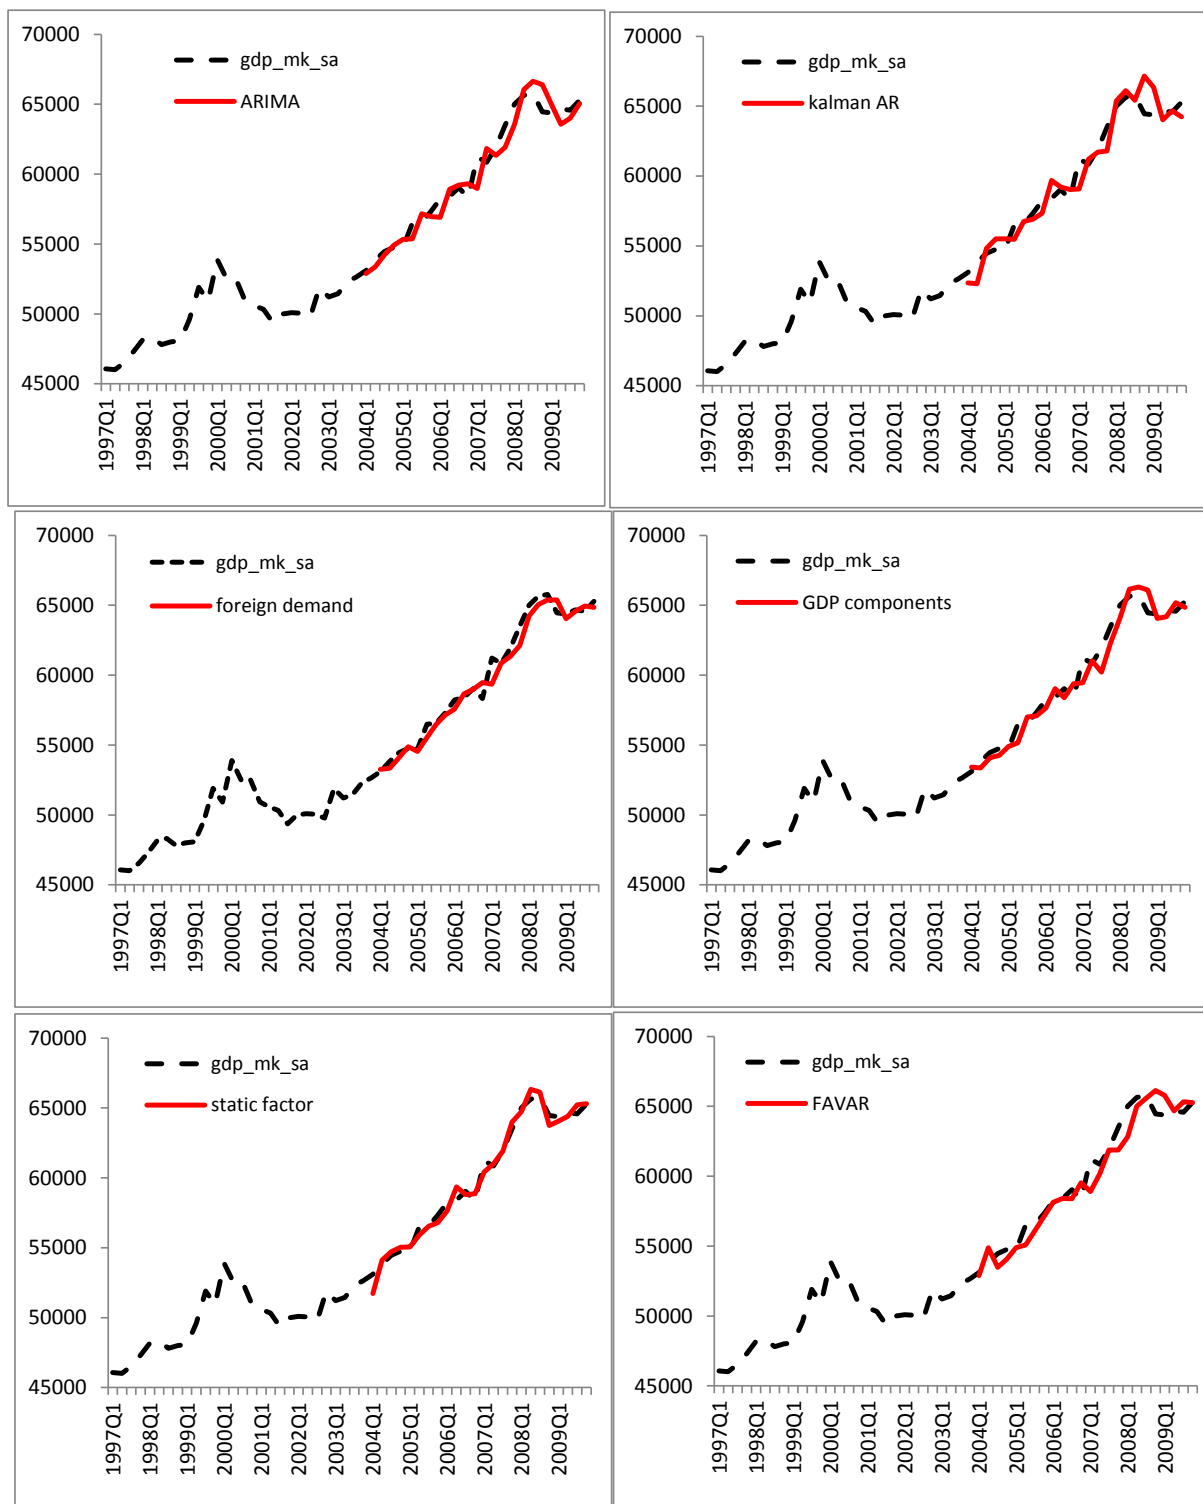 70000
65000
60000
55000
50000
45000
gdp_mk_sa
ARIMA
1997Q1
1998Q1
1999Q1
2000Q1
2001Q1
2002Q1
2003Q1
2004Q1
2005Q1
2006Q1
2007Q1
2008Q1
2009Q1
70000
65000
60000
55000
50000
45000
gdp_mk_sa
kalman AR
1997Q1
1998Q1
1999Q1
2000Q1
2001Q1
2002Q1
2003Q1
2004Q1
2005Q1
2006Q1
2007Q1
2008Q1
2009Q1
70000
65000
60000
55000
50000
45000
gdp_mk_sa
foreign demand
1997Q1
1998Q1
1999Q1
2000Q1
2001Q1
2002Q1
2003Q1
2004Q1
2005Q1
2006Q1
2007Q1
2008Q1
2009Q1
70000
65000
60000
55000
50000
45000
gdp_mk_sa
GDP components
1997Q1
1998Q1
1999Q1
2000Q1
2001Q1
2002Q1
2003Q1
2004Q1
2005Q1
2006Q1
2007Q1
2008Q1
2009Q1
70000
65000
60000
55000
50000
45000
gdp_mk_sa
static factor
1997Q1
1998Q1
1999Q1
2000Q1
2001Q1
2002Q1
2003Q1
2004Q1
2005Q1
2006Q1
2007Q1
2008Q1
2009Q1
70000
65000
60000
55000
50000
45000
gdp_mk_sa
FAVAR
1997Q1
1998Q1
1999Q1
2000Q1
2001Q1
2002Q1
2003Q1
2004Q1
2005Q1
2006Q1
2007Q1
2008Q1
2009Q1